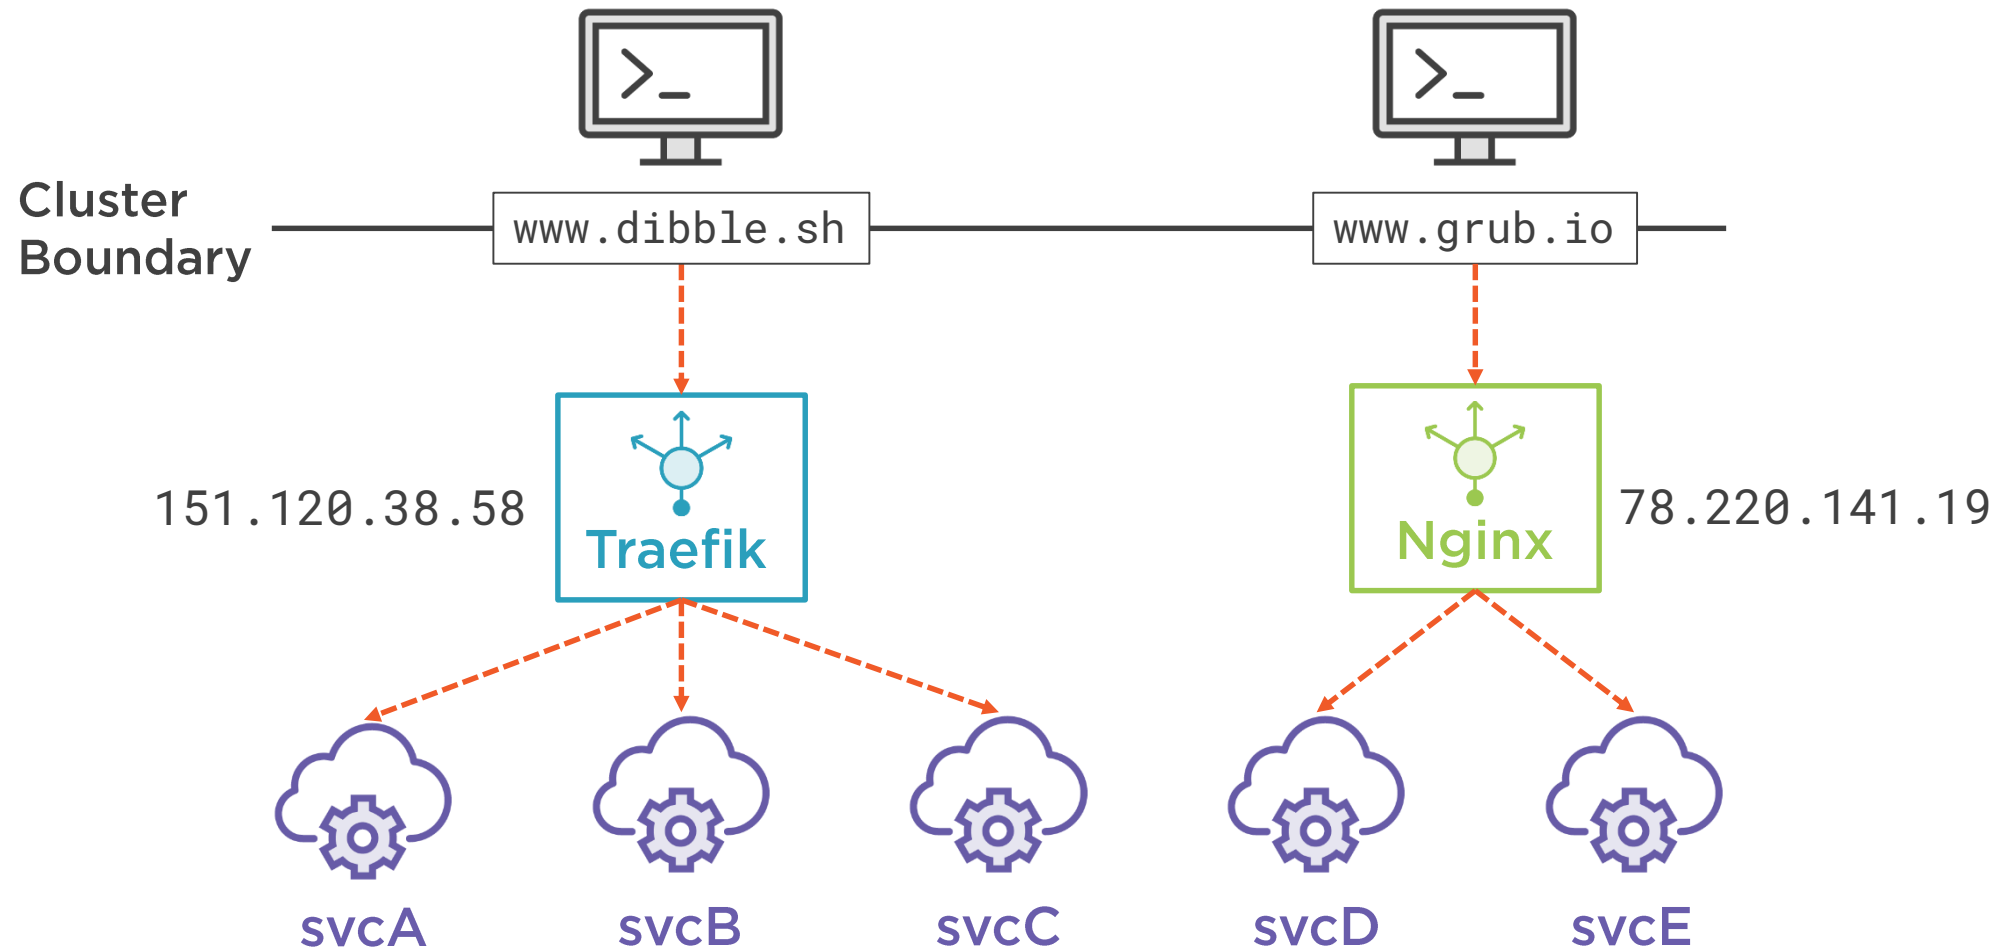 >_
>_
Cluster
Boundary
www.dibble.sh
www.grub.io
151.120.38.58
Traefik
Nginx
78.220.141.19
svcA
svcB
svcC
svcD
svcE